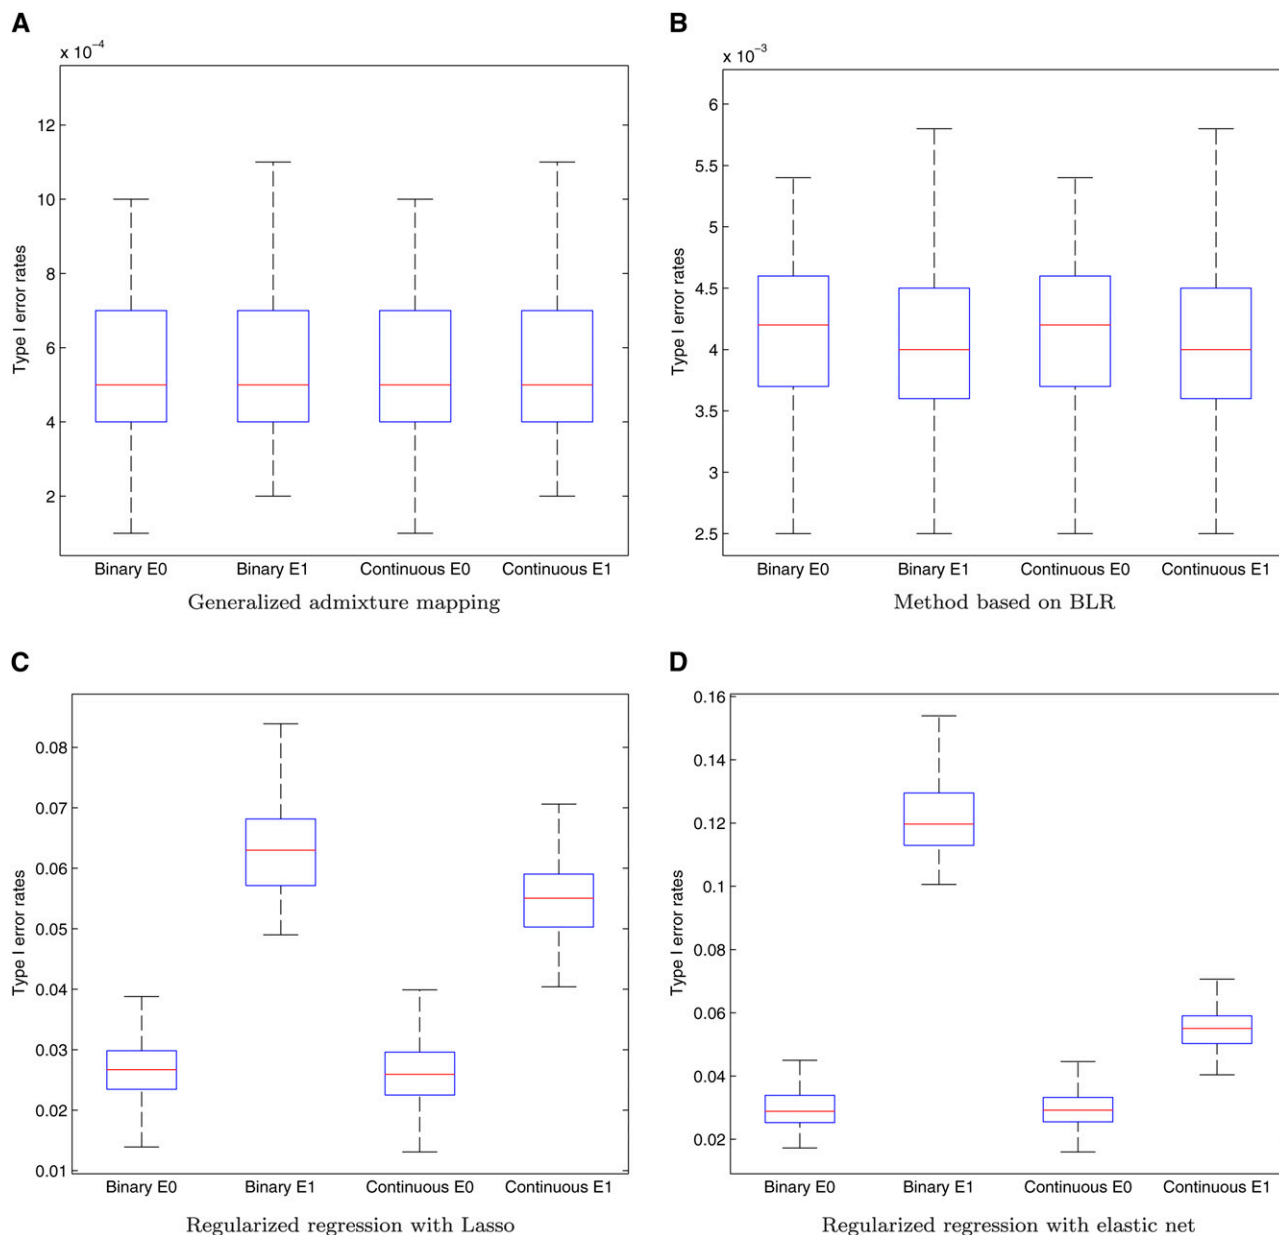 A
x 10⁻⁴
12
10
8
6
4
2
Type I error rates
Binary E0 Binary E1 Continuous E0 Continuous E1
Generalized admixture mapping
B
x 10⁻³
6
5.5
5
4.5
4
3.5
3
2.5
Type I error rates
Binary E0 Binary E1 Continuous E0 Continuous E1
Method based on BLR
C
0.08
0.07
0.06
0.05
0.04
0.03
0.02
0.01
Type I error rates
Binary E0 Binary E1 Continuous E0 Continuous E1
Regularized regression with Lasso
D
0.16
0.14
0.12
0.1
0.08
0.06
0.04
0.02
Type I error rates
Binary E0 Binary E1 Continuous E0 Continuous E1
Regularized regression with elastic net